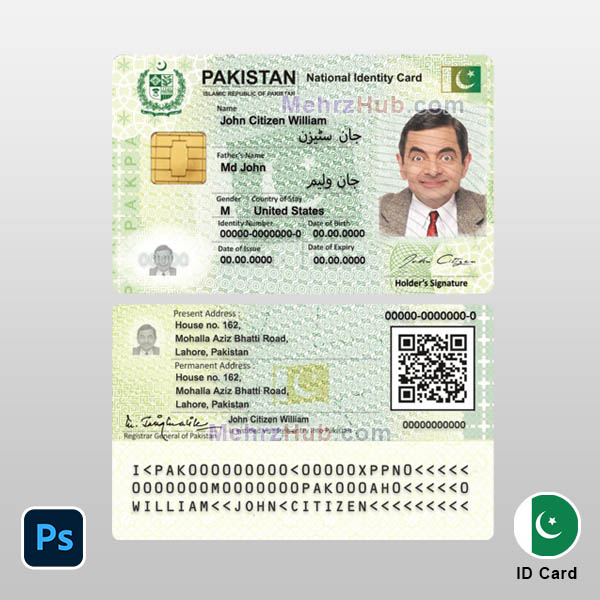 PAKISTAN National Identity Card
ISLAMIC REPUBLIC OF PAKISTAN
MehrzHub.com
Name
John Citizen William
جان سٹیزن
Father's Name
Md John
جان ولیم
Gender Country of Stay
M United States
Identity Number Date of Birth
00000-0000000-0 00.00.0000
Date of Issue Date of Expiry
00.00.0000 00.00.0000
John Citizen
Holder's Signature
PAKPA
Present Address : 00000-0000000-0
House no. 162,
Mohalla Aziz Bhatti Road,
Lahore, Pakistan
Permanent Address
House no. 162,
Mohalla Aziz Bhatti Road,
Lahore, Pakistan
John Citizen William 00000000000
Registrar General of Pakistan
MehrzHub.com
I<PAK0000000000<00000XPPNO<<<<<
0000000M0000000PAK000AHO<<<<<0
WILLIAM<<JOHN<CITIZEN<<<<<<<<<
Ps
ID Card